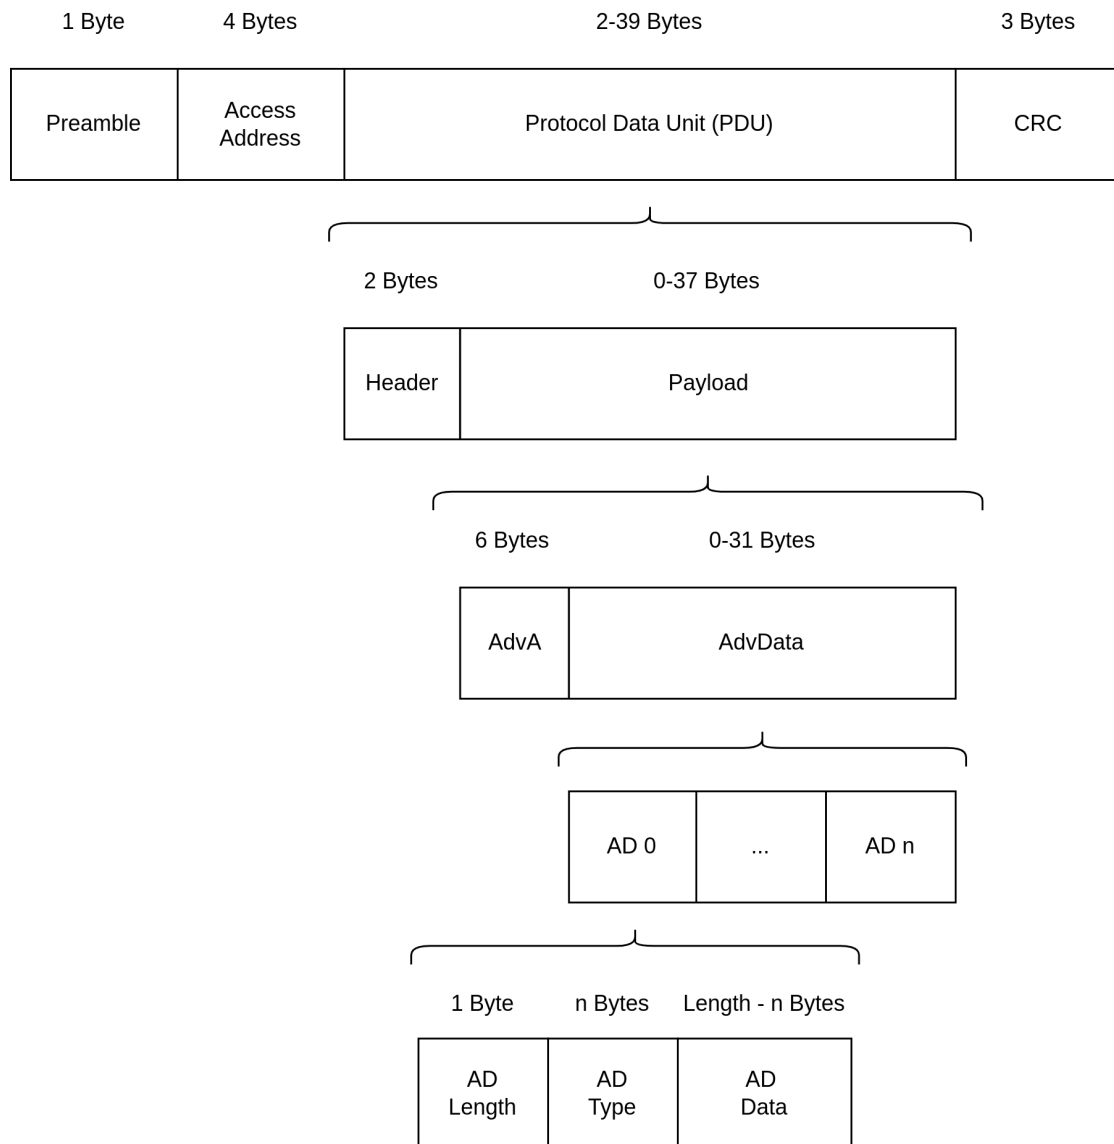 1 Byte
4 Bytes
2-39 Bytes
3 Bytes
Preamble
Access
Address
Protocol Data Unit (PDU)
CRC
2 Bytes
0-37 Bytes
Header
Payload
6 Bytes
0-31 Bytes
AdvA
AdvData
AD 0
...
AD n
1 Byte
n Bytes
Length - n Bytes
AD
Length
AD
Type
AD
Data